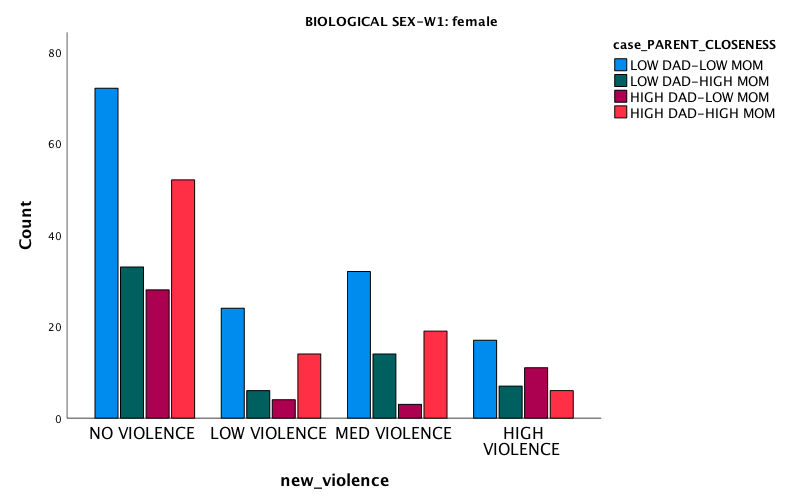 BIOLOGICAL SEX-W1: female
case_PARENT_CLOSENESS
LOW DAD-LOW MOM
LOW DAD-HIGH MOM
HIGH DAD-LOW MOM
HIGH DAD-HIGH MOM
Count
80
60
40
20
0
NO VIOLENCE
LOW VIOLENCE
MED VIOLENCE
HIGH
VIOLENCE
new_violence